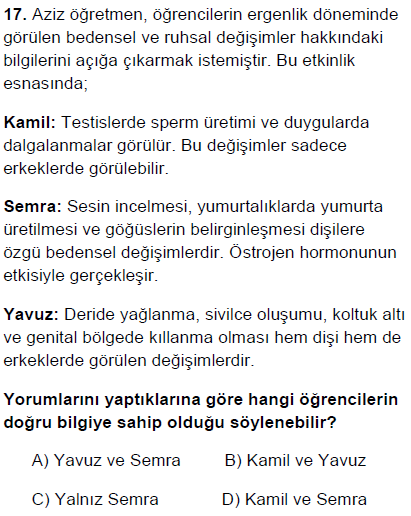 17. Aziz öğretmen, öğrencilerin ergenlik döneminde
görülen bedensel ve ruhsal değişimler hakkındaki
bilgilerini açığa çıkarmak istemiştir. Bu etkinlik
esnasında;
Kamil: Testislerde sperm üretimi ve duygularda
dalgalanmalar görülür. Bu değişimler sadece
erkeklerde görülebilir.
Semra: Sesin incelmesi, yumurtalıklarda yumurta
üretilmesi ve göğüslerin belirginleşmesi dişilere
özgü bedensel değişimlerdir. Östrojen hormonunun
etkisiyle gerçekleşir.
Yavuz: Deride yağlanma, sivilce oluşumu, koltuk altı
ve genital bölgede kıllanma olması hem dişi hem de
erkeklerde görülen değişimlerdir.
Yorumlarını yaptıklarına göre hangi öğrencilerin
doğru bilgiye sahip olduğu söylenebilir?
A) Yavuz ve Semra B) Kamil ve Yavuz
C) Yalnız Semra D) Kamil ve Semra